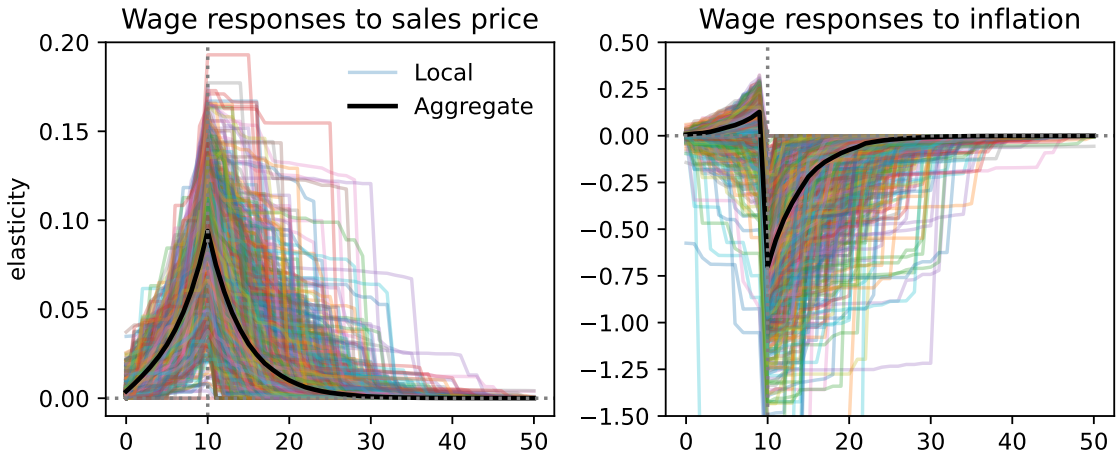 Wage responses to sales price
0.20
0.15
0.10
0.05
0.00
elasticity
Local
Aggregate
0 10 20 30 40 50
Wage responses to inflation
0.50
0.25
0.00
−0.25
−0.50
−0.75
−1.00
−1.25
−1.50
0 10 20 30 40 50